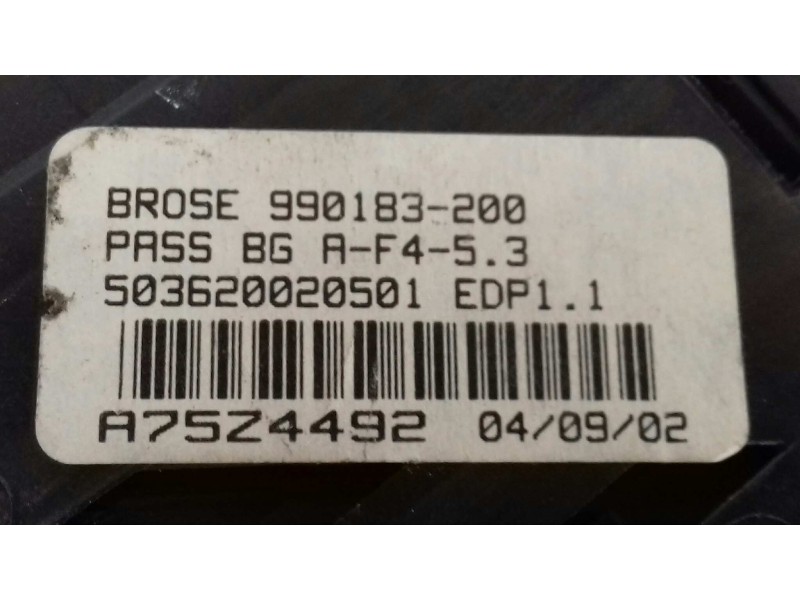 BROSE 990183-200
PASS BG A-F4-5.3
503620020501 EDP1.1
A75Z4492 04/09/02